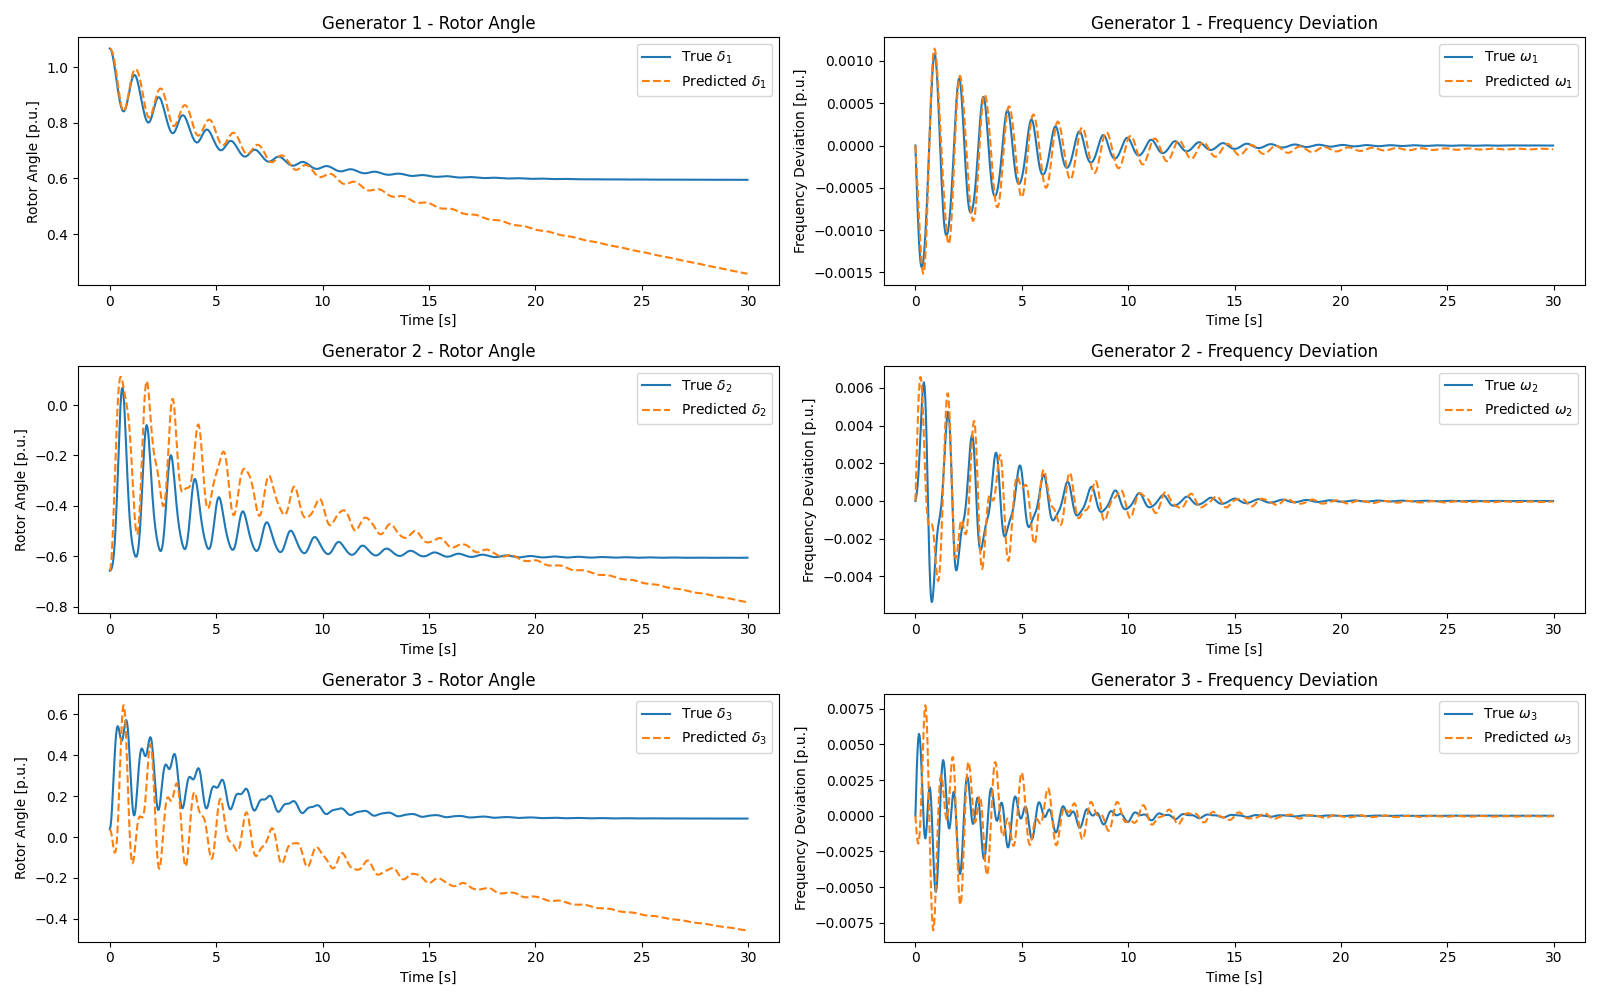 Generator 1 - Rotor Angle
Rotor Angle [p.u.]
1.0
0.8
0.6
0.4
True δ1
Predicted δ1
0 5 10 15 20 25 30
Time [s]
Generator 1 - Frequency Deviation
Frequency Deviation [p.u.]
0.0010
0.0005
0.0000
−0.0005
−0.0010
−0.0015
True ω1
Predicted ω1
0 5 10 15 20 25 30
Time [s]
Generator 2 - Rotor Angle
Rotor Angle [p.u.]
0.0
−0.2
−0.4
−0.6
−0.8
True δ2
Predicted δ2
0 5 10 15 20 25 30
Time [s]
Generator 2 - Frequency Deviation
Frequency Deviation [p.u.]
0.006
0.004
0.002
0.000
−0.002
−0.004
True ω2
Predicted ω2
0 5 10 15 20 25 30
Time [s]
Generator 3 - Rotor Angle
Rotor Angle [p.u.]
0.6
0.4
0.2
0.0
−0.2
−0.4
True δ3
Predicted δ3
0 5 10 15 20 25 30
Time [s]
Generator 3 - Frequency Deviation
Frequency Deviation [p.u.]
0.0075
0.0050
0.0025
0.0000
−0.0025
−0.0050
−0.0075
True ω3
Predicted ω3
0 5 10 15 20 25 30
Time [s]